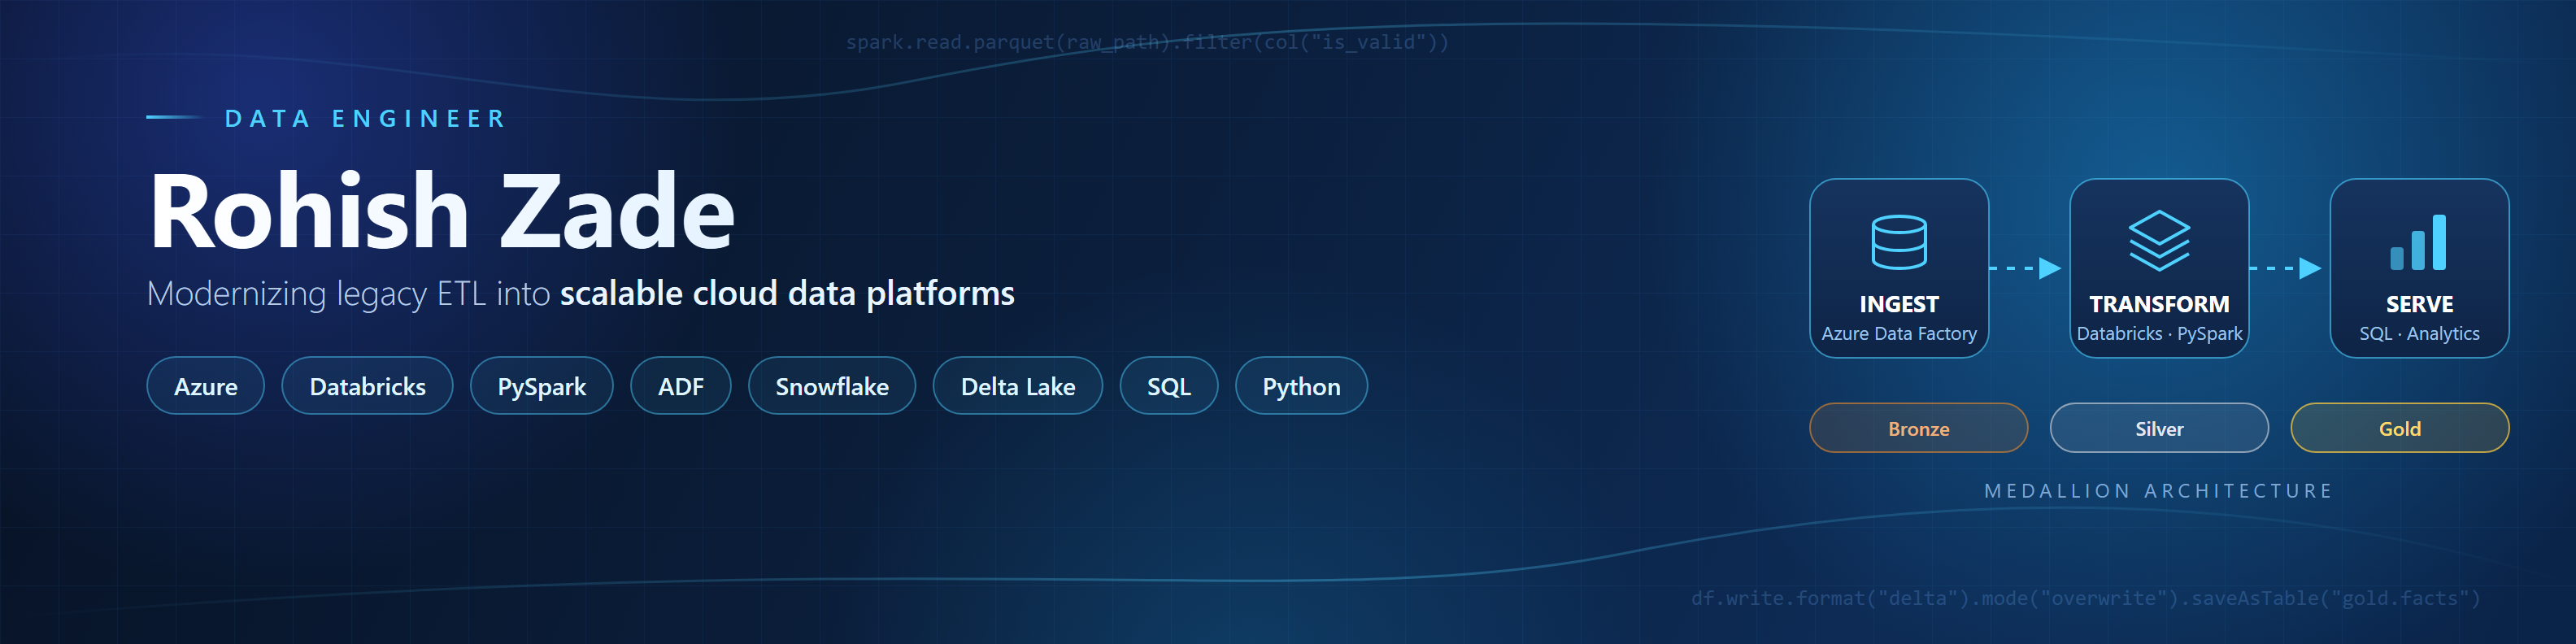 spark.read.parquet(raw_path).filter(col("is_valid"))
DATA ENGINEER
Rohish Zade
Modernizing legacy ETL into scalable cloud data platforms
Azure Databricks PySpark ADF Snowflake Delta Lake SQL Python
INGEST
Azure Data Factory
TRANSFORM
Databricks · PySpark
SERVE
SQL · Analytics
Bronze Silver Gold
MEDALLION ARCHITECTURE
df.write.format("delta").mode("overwrite").saveAsTable("gold.facts")